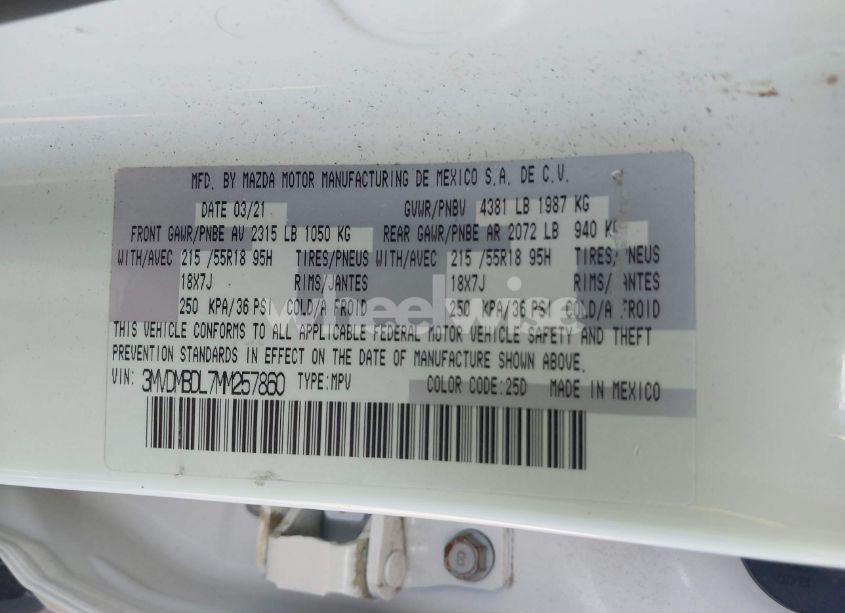 MFD. BY MAZDA MOTOR MANUFACTURING DE MEXICO S.A. DE C.V.
DATE 03/21 GVWR/PNBV 4381 LB 1987 KG
FRONT GAWR/PNBE AV 2315 LB 1050 KG REAR GAWR/PNBE AR 2072 LB 940 KG
WITH/AVEC 215 /55R18 95H TIRES/PNEUS WITH/AVEC 215 /55R18 95H TIRES/PNEUS
18X7J RIMS/JANTES 18X7J RIMS/JANTES
250 KPA/36 PSI COLD/A FROID 250 KPA/36 PSI COLD/A FROID
wheelwise
THIS VEHICLE CONFORMS TO ALL APPLICABLE FEDERAL MOTOR VEHICLE SAFETY AND THEFT
PREVENTION STANDARDS IN EFFECT ON THE DATE OF MANUFACTURE SHOWN ABOVE.
VIN: 3MVDMBDL7MM257860 TYPE:MPV COLOR CODE:25D MADE IN MEXICO